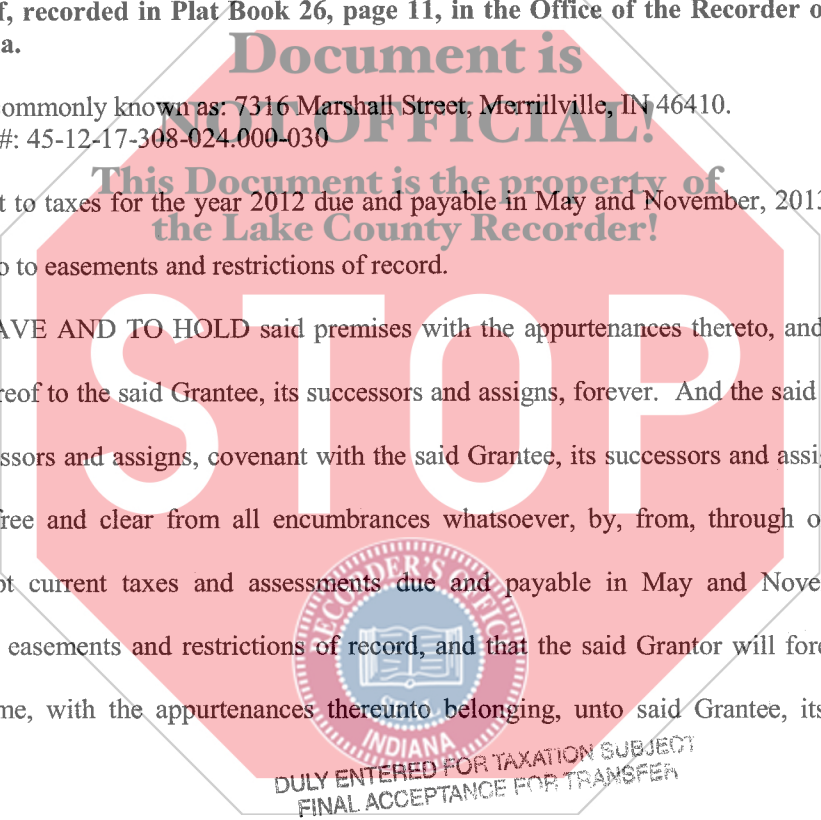 f, recorded in Plat Book 26, page 11, in the Office of the Recorder o
a.
Document is
ommonly known as: 7316 Marshall Street, Merrillville, IN 46410.
NOT OFFICIAL!
#: 45-12-17-308-024.000-030
This Document is the property of
t to taxes for the year 2012 due and payable in May and November, 2013
the Lake County Recorder!
o to easements and restrictions of record.
STOP
AVE AND TO HOLD said premises with the appurtenances thereto, and
reof to the said Grantee, its successors and assigns, forever. And the said
ssors and assigns, covenant with the said Grantee, its successors and assig
free and clear from all encumbrances whatsoever, by, from, through o
pt current taxes and assessments due and payable in May and Nove
easements and restrictions of record, and that the said Grantor will fore
me, with the appurtenances thereunto belonging, unto said Grantee, its
RECORDER'S OFFICE
INDIANA
DULY ENTERED FOR TAXATION SUBJECT
FINAL ACCEPTANCE FOR TRANSFER